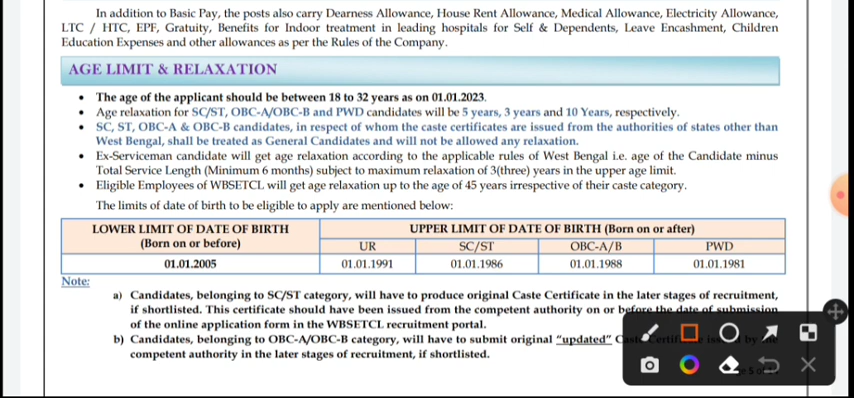 In addition to Basic Pay, the posts also carry Dearness Allowance, House Rent Allowance, Medical Allowance, Electricity Allowance,
LTC / HTC, EPF, Gratuity, Benefits for Indoor treatment in leading hospitals for Self & Dependents, Leave Encashment, Children
Education Expenses and other allowances as per the Rules of the Company.
AGE LIMIT & RELAXATION
• The age of the applicant should be between 18 to 32 years as on 01.01.2023.
• Age relaxation for SC/ST, OBC-A/OBC-B and PWD candidates will be 5 years, 3 years and 10 Years, respectively.
• SC, ST, OBC-A & OBC-B candidates, in respect of whom the caste certificates are issued from the authorities of states other than
West Bengal, shall be treated as General Candidates and will not be allowed any relaxation.
• Ex-Serviceman candidate will get age relaxation according to the applicable rules of West Bengal i.e. age of the Candidate minus
Total Service Length (Minimum 6 months) subject to maximum relaxation of 3(three) years in the upper age limit.
• Eligible Employees of WBSETCL will get age relaxation up to the age of 45 years irrespective of their caste category.
The limits of date of birth to be eligible to apply are mentioned below:
LOWER LIMIT OF DATE OF BIRTH UPPER LIMIT OF DATE OF BIRTH (Born on or after)
(Born on or before) UR SC/ST OBC-A/B PWD
01.01.2005 01.01.1991 01.01.1986 01.01.1988 01.01.1981
Note:
a) Candidates, belonging to SC/ST category, will have to produce original Caste Certificate in the later stages of recruitment,
if shortlisted. This certificate should have been issued from the competent authority on or before the date of submission
of the online application form in the WBSETCL recruitment portal.
b) Candidates, belonging to OBC-A/OBC-B category, will have to submit original "updated"
competent authority in the later stages of recruitment, if shortlisted.